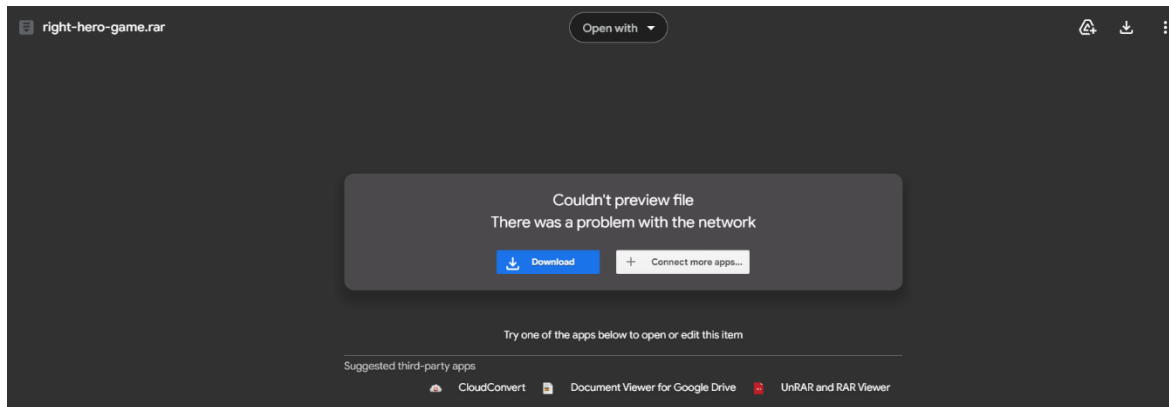 right-hero-game.rar
Open with
Couldn't preview file
There was a problem with the network
Download
Connect more apps...
Try one of the apps below to open or edit this item
Suggested third-party apps
CloudConvert Document Viewer for Google Drive UnRAR and RAR Viewer